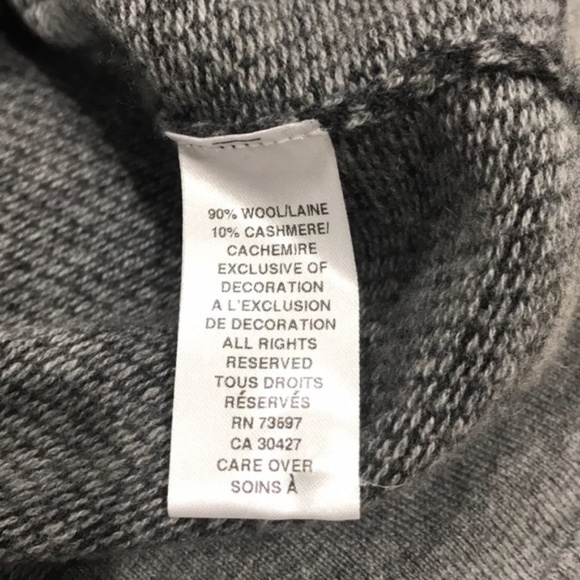 90% WOOL/LAINE
10% CASHMERE/
CACHEMIRE
EXCLUSIVE OF
DECORATION
A L'EXCLUSION
DE DECORATION
ALL RIGHTS
RESERVED
TOUS DROITS
RÉSERVÉS
RN 73697
CA 30427
CARE OVER
SOINS À